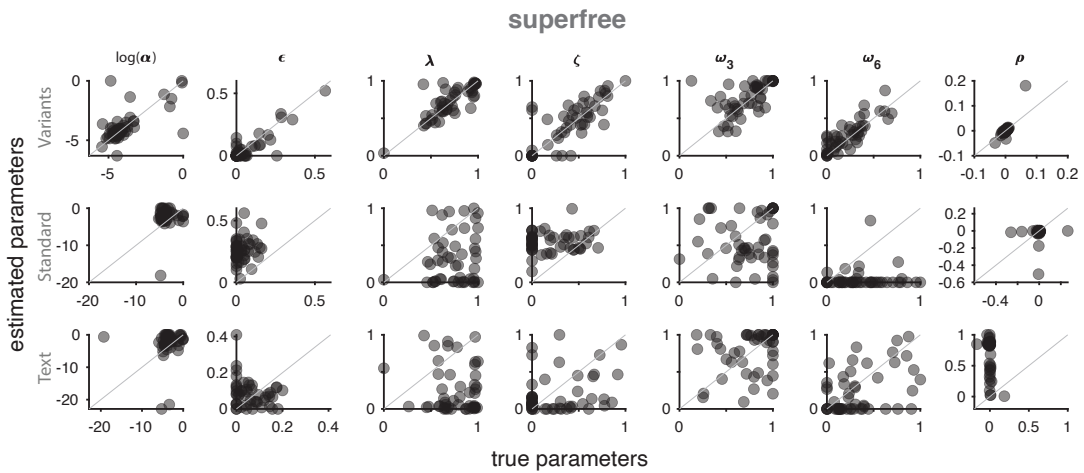 superfree
log(α) ϵ λ ζ ω3 ω6 ρ
Variants
0 -5 -5 0
0.5 0 0 0.5
1 0 0 1
1 0 0 1
1 0 0 1
1 0 0 1
0.2 0.1 0 -0.1 -0.1 0 0.1 0.2
Standard
0 -10 -20 -20 -10 0
0.5 0 0 0.5
1 0 0 1
1 0 0 1
1 0 0 1
1 0 0 1
0.2 0 -0.2 -0.4 -0.6 -0.4 0
Text
0 -10 -20 -20 -10 0
0.4 0.2 0 0 0.2 0.4
1 0 0 1
1 0 0 1
1 0 0 1
1 0 0 1
1 0.5 0 0 1
estimated parameters
true parameters